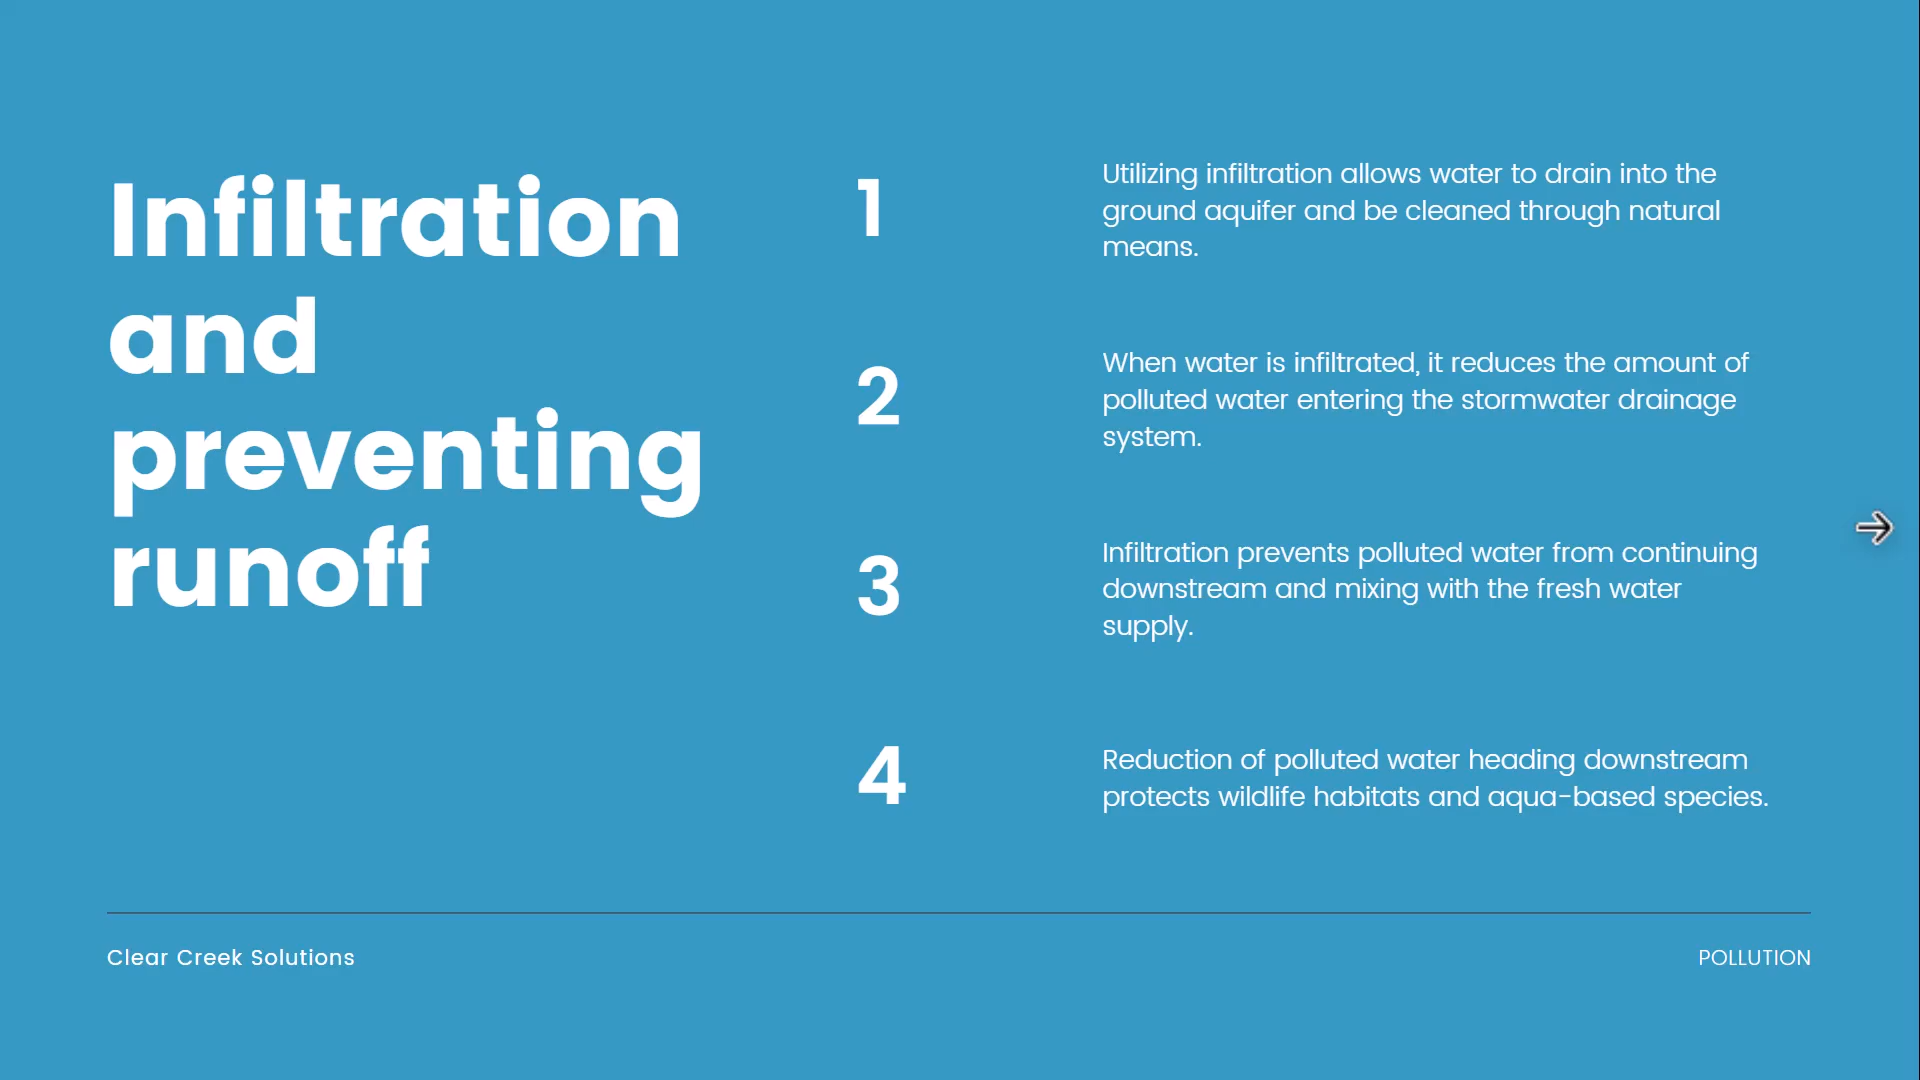 Infiltration
and
preventing
runoff
1
Utilizing infiltration allows water to drain into the
ground aquifer and be cleaned through natural
means.
2
When water is infiltrated, it reduces the amount of
polluted water entering the stormwater drainage
system.
3
Infiltration prevents polluted water from continuing
downstream and mixing with the fresh water
supply.
4
Reduction of polluted water heading downstream
protects wildlife habitats and aqua-based species.
Clear Creek Solutions
POLLUTION